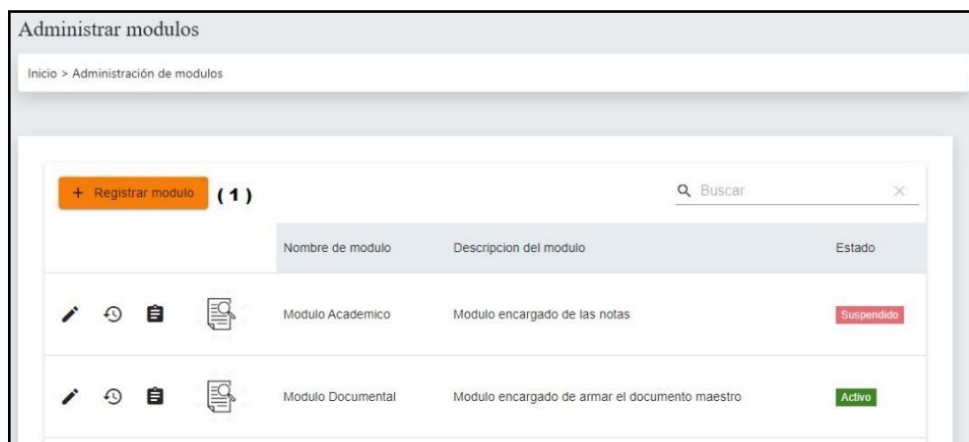 Administrar modulos
Inicio > Administración de modulos
+ Registrar modulo (1) Buscar
Nombre de modulo Descripcion del modulo Estado
Modulo Academico Modulo encargado de las notas Suspendido
Modulo Documental Modulo encargado de armar el documento maestro Activo